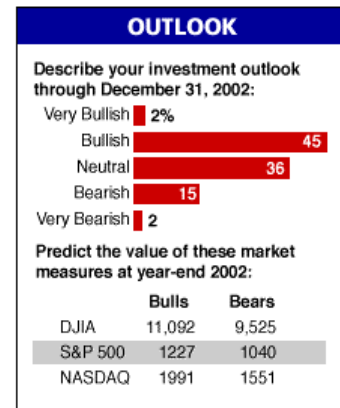 OUTLOOK
Describe your investment outlook
through December 31, 2002:
Very Bullish 2%
Bullish 45
Neutral 36
Bearish 15
Very Bearish 2
Predict the value of these market
measures at year-end 2002:
Bulls Bears
DJIA 11,092 9,525
S&P 500 1227 1040
NASDAQ 1991 1551